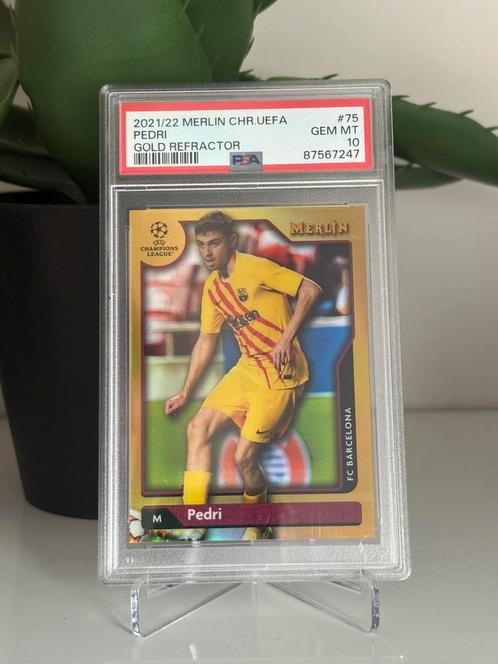 2021/22 MERLIN CHR.UEFA #75
PEDRI GEM MT
GOLD REFRACTOR 10
PSA 87567247
UEFA
CHAMPIONS
LEAGUE
MERLIN
FC BARCELONA
M Pedri